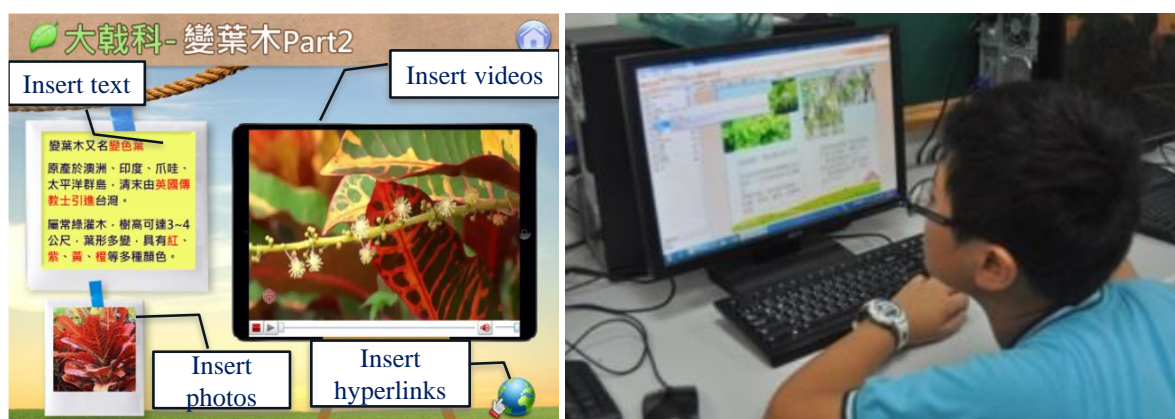 大戟科-變葉木Part2
Insert text
Insert videos
變葉木又名變色葉
原產於澳洲、印度、爪哇、
太平洋群島，清末由英國傳
教士引進台灣。
屬常綠灌木，樹高可達3~4
公尺，葉形多變，具有紅、
紫、黃、橙等多種顏色。
Insert
photos
Insert
hyperlinks